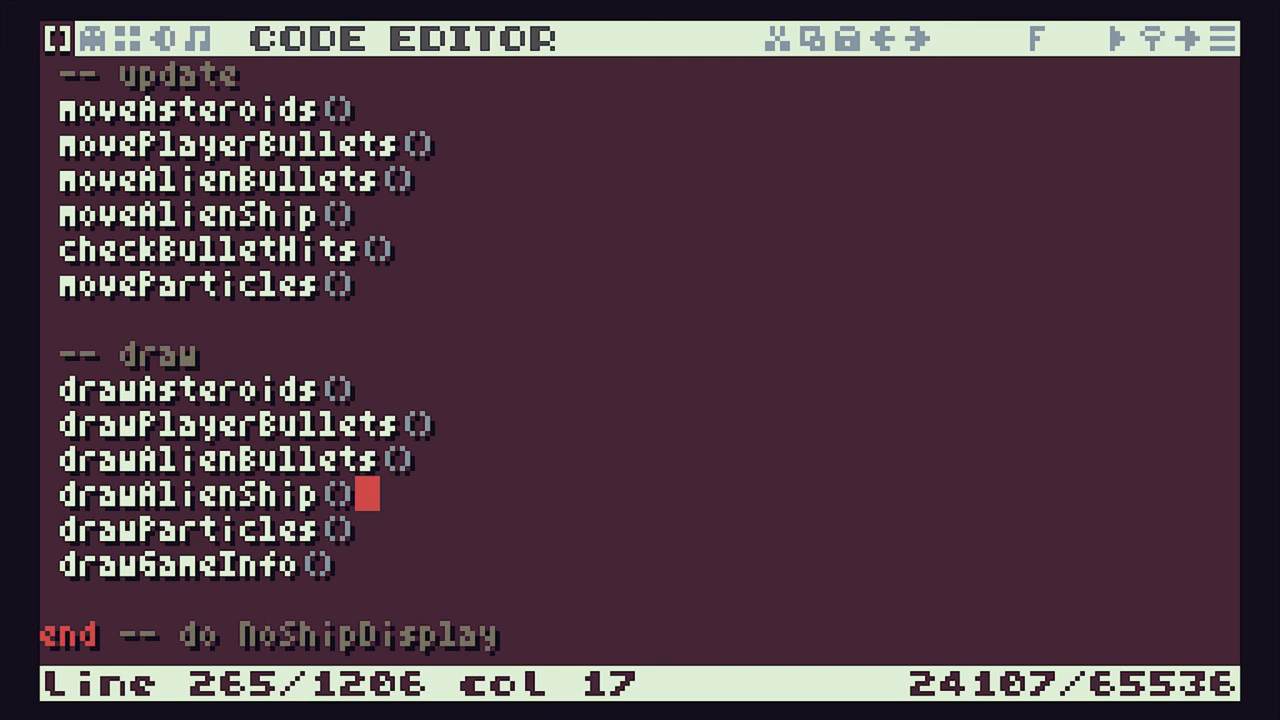 CODE EDITOR F
-- update
moveAsteroids()
movePlayerBullets()
moveAlienBullets()
moveAlienShip()
checkBulletHits()
moveParticles()
-- draw
drawAsteroids()
drawPlayerBullets()
drawAlienBullets()
drawAlienShip()
drawParticles()
drawGameInfo()
end -- do NoShipDisplay
line 265/1206 col 17 24107/65536